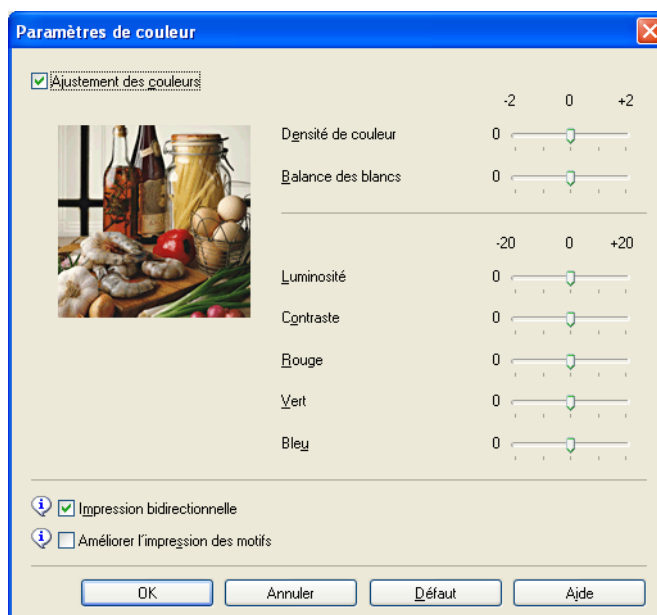 Paramètres de couleur
Ajustement des couleurs
-2 0 +2
Densité de couleur 0
Balance des blancs 0
-20 0 +20
Luminosité 0
Contraste 0
Rouge 0
Vert 0
Bleu 0
Impression bidirectionnelle
Améliorer l'impression des motifs
OK Annuler Défaut Aide